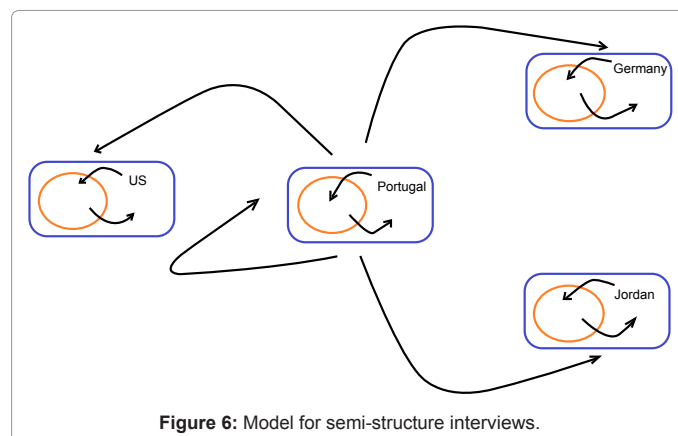 Germany
US
Portugal
Jordan
Figure 6: Model for semi-structure interviews.